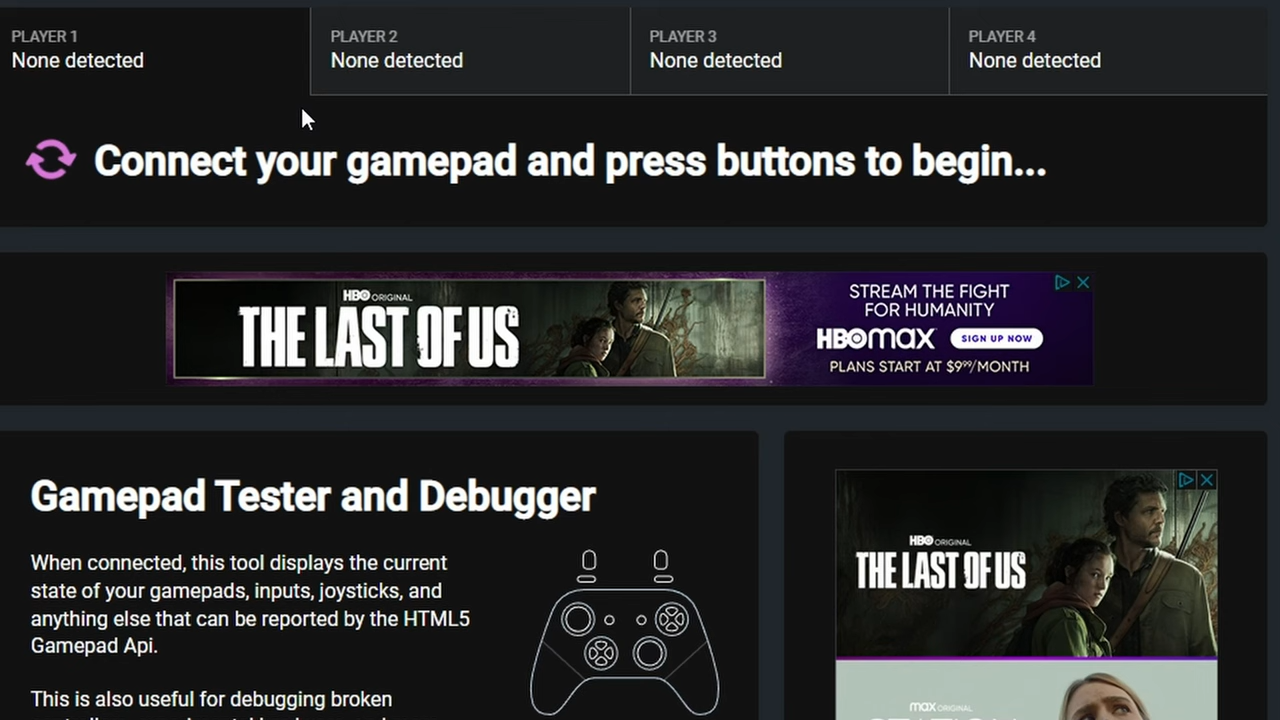 PLAYER 1
None detected
PLAYER 2
None detected
PLAYER 3
None detected
PLAYER 4
None detected
Connect your gamepad and press buttons to begin...
HBO ORIGINAL
THE LAST OF US
STREAM THE FIGHT
FOR HUMANITY
HBOmax
SIGN UP NOW
PLANS START AT $9⁹⁹/MONTH
Gamepad Tester and Debugger
When connected, this tool displays the current
state of your gamepads, inputs, joysticks, and
anything else that can be reported by the HTML5
Gamepad Api.
This is also useful for debugging broken
HBO ORIGINAL
THE LAST OF US
max ORIGINAL